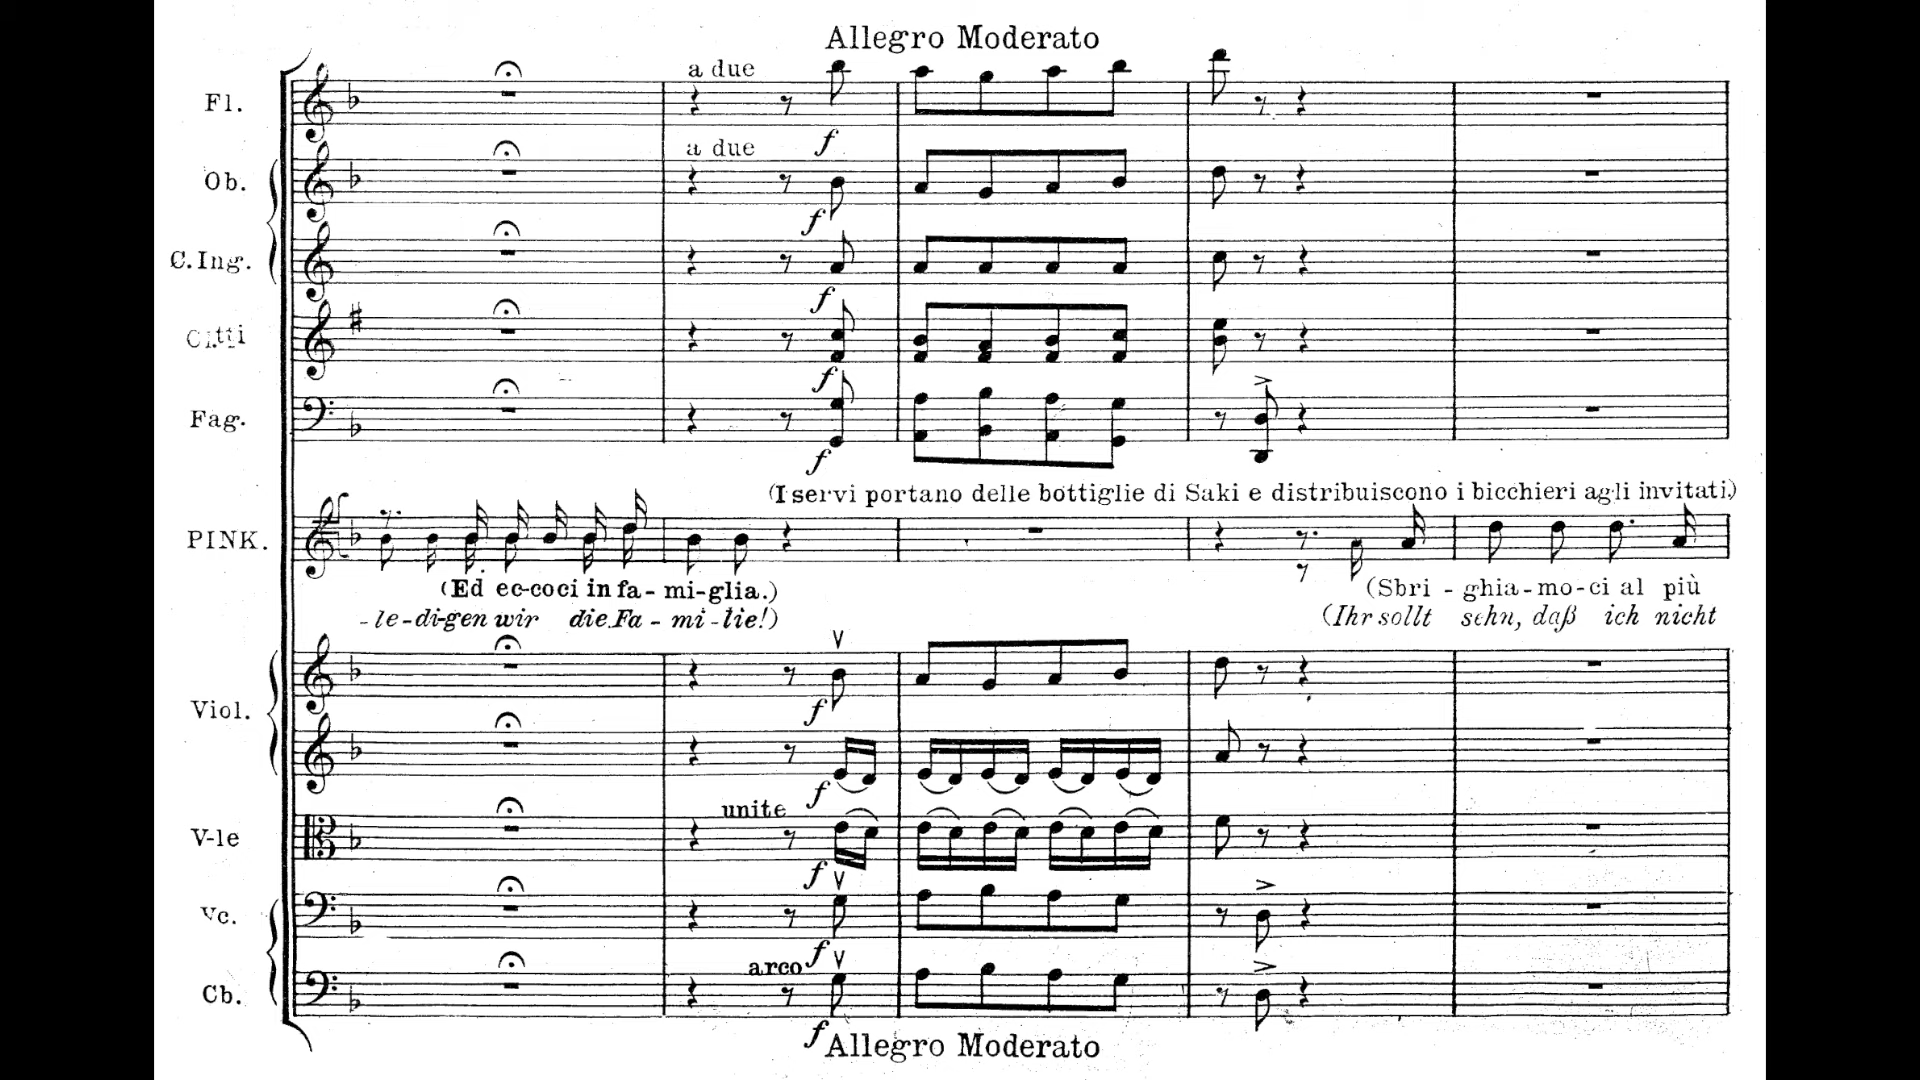 Allegro Moderato
Fl.
a due
f
Ob.
a due
f
C.Ing.
f
f
Fag.
f
(I servi portano delle bottiglie di Saki e distribuiscono i bicchieri agli invitati.)
PINK.
(Ed ec-coci in fa-mi-glia.) (Sbri-ghia-mo-ci al più
-le-di-gen wir die Fa-mi-lie!) (Ihr sollt sehn, daß ich nicht
Viol.
f
f
unite
V-le
f
Vc.
f
arco
Cb.
f
Allegro Moderato